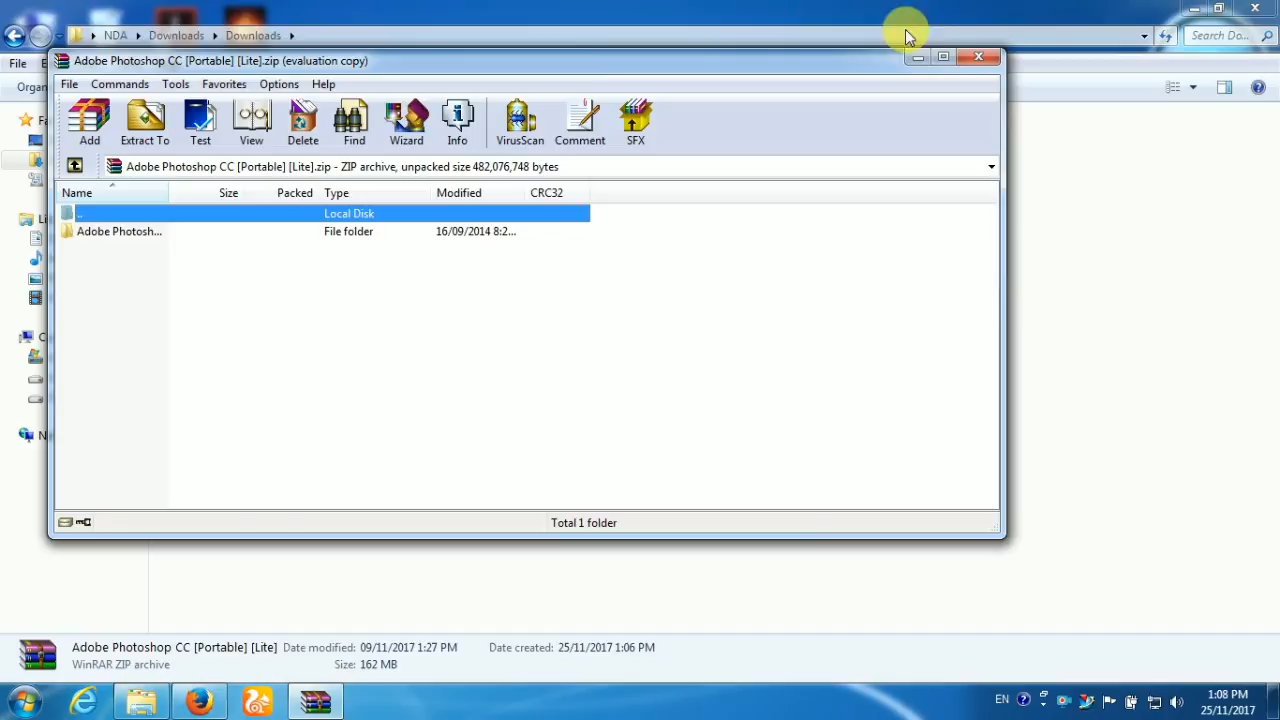 NDA Downloads Downloads Search Do...
File
Adobe Photoshop CC [Portable] [Lite].zip (evaluation copy)
File Commands Tools Favorites Options Help
Organ
Add Extract To Test View Delete Find Wizard Info VirusScan Comment SFX
Adobe Photoshop CC [Portable] [Lite].zip - ZIP archive, unpacked size 482,076,748 bytes
Name Size Packed Type Modified CRC32
.. Local Disk
Adobe Photosh... File folder 16/09/2014 8:2...
Total 1 folder
Adobe Photoshop CC [Portable] [Lite] Date modified: 09/11/2017 1:27 PM Date created: 25/11/2017 1:06 PM
WinRAR ZIP archive Size: 162 MB
EN 1:08 PM
25/11/2017